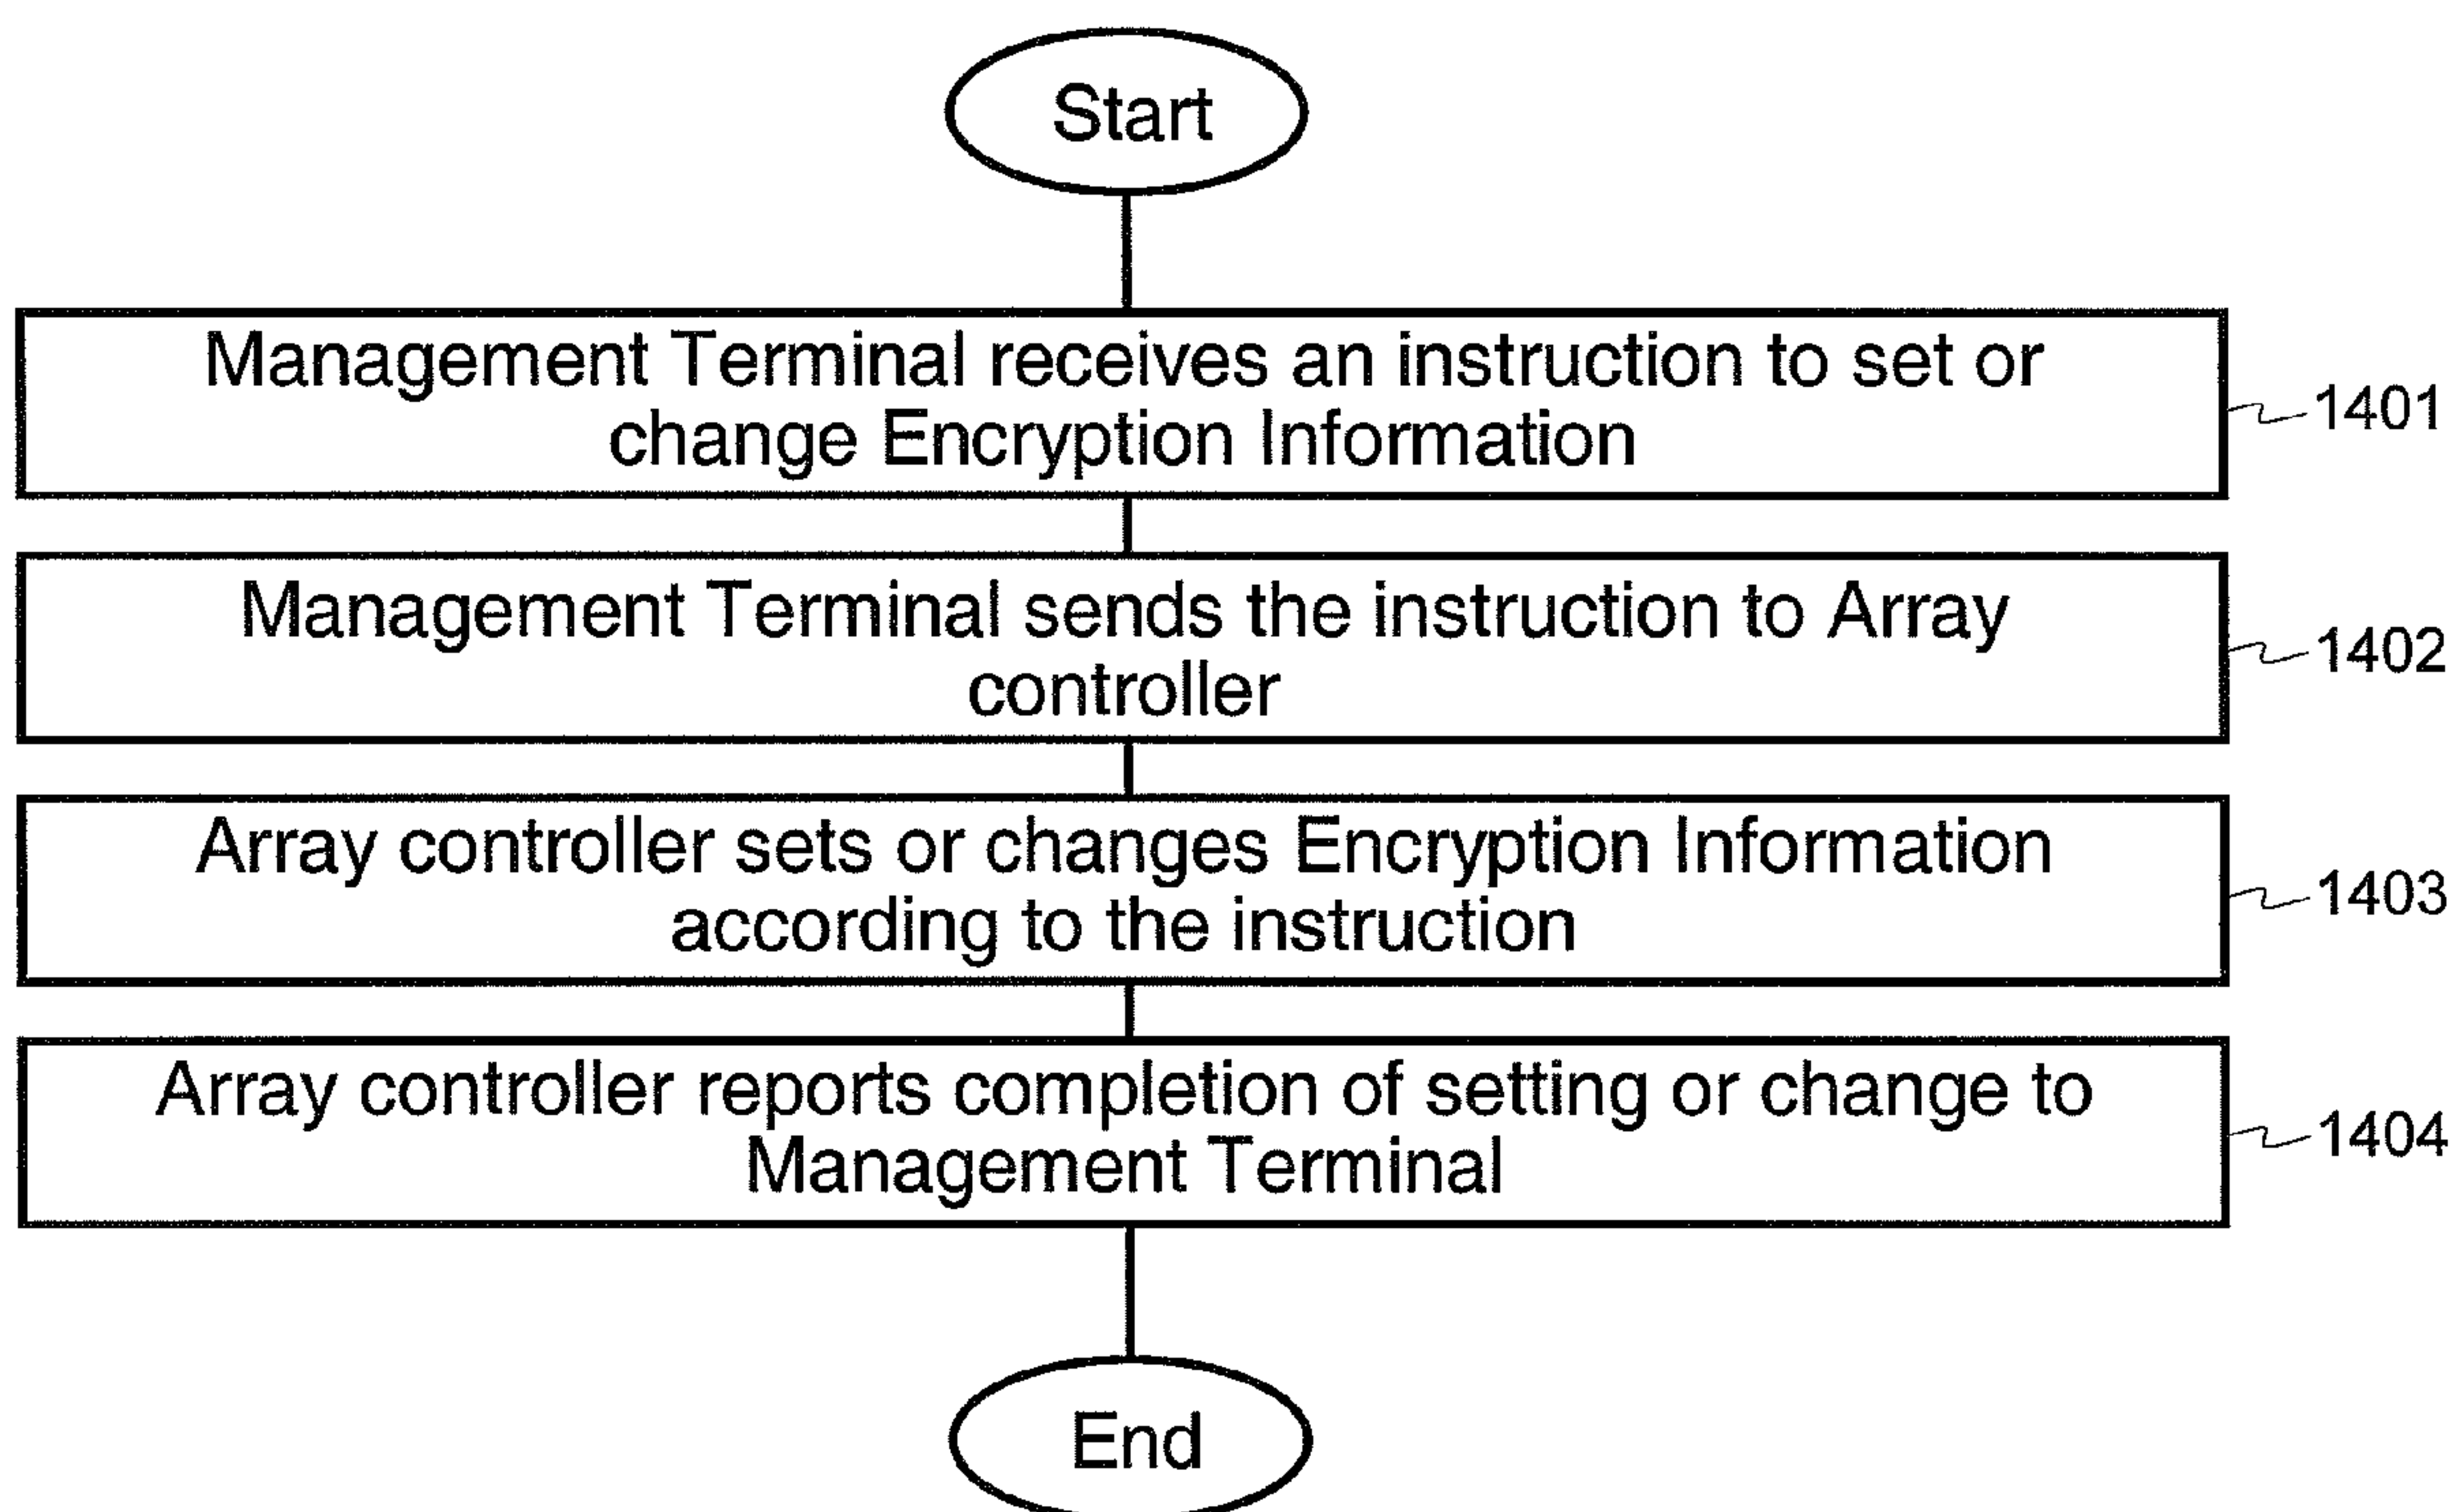 Start
Management Terminal receives an instruction to set or
change Encryption Information
1401
Management Terminal sends the instruction to Array
controller
1402
Array controller sets or changes Encryption Information
according to the instruction
1403
Array controller reports completion of setting or change to
Management Terminal
1404
End